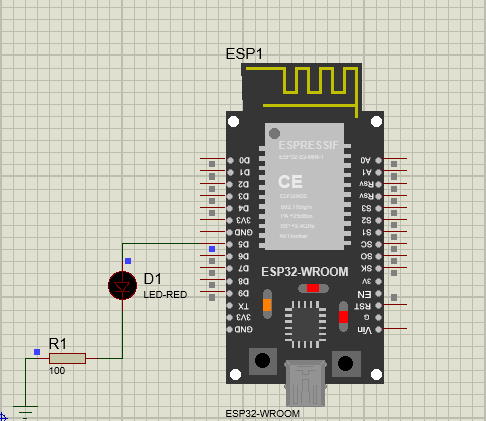 ESP1
ESPRESSIF
CE
ESP32-WROOM
D0
D1
D2
D3
D4
3V3
GND
D5
D6
D7
D8
D9
TX
3V3
GND
A0
A1
Rsv
Rsv
S3
S2
S1
SC
SO
SK
3V
EN
RST
G
Vin
D1
LED-RED
R1
100
ESP32-WROOM